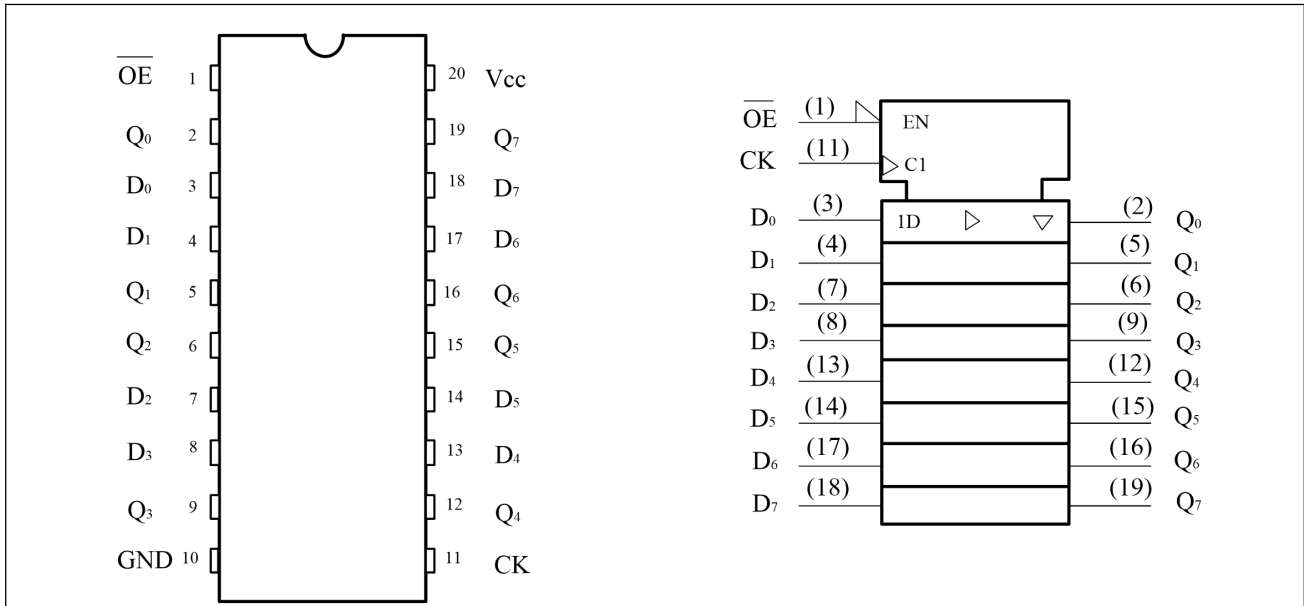 OE 1 20 Vcc
Q0 2 19 Q7
D0 3 18 D7
D1 4 17 D6
Q1 5 16 Q6
Q2 6 15 Q5
D2 7 14 D5
D3 8 13 D4
Q3 9 12 Q4
GND 10 11 CK
OE (1) EN
CK (11) C1
D0 (3) 1D (2) Q0
D1 (4) (5) Q1
D2 (7) (6) Q2
D3 (8) (9) Q3
D4 (13) (12) Q4
D5 (14) (15) Q5
D6 (17) (16) Q6
D7 (18) (19) Q7